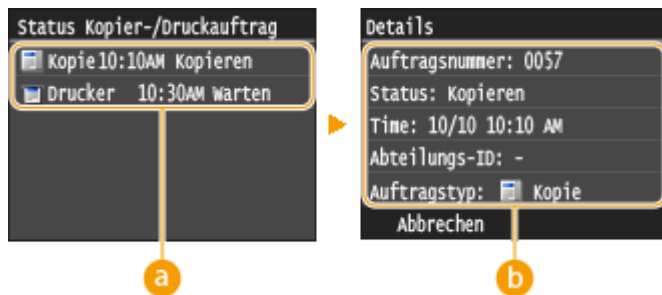 Status Kopier-/Druckauftrag
Kopie 10:10AM Kopieren
Drucker 10:30AM Warten
a
Details
Auftragsnummer: 0057
Status: Kopieren
Time: 10/10 10:10 AM
Abteilungs-ID: -
Auftragstyp: Kopie
Abbrechen
b